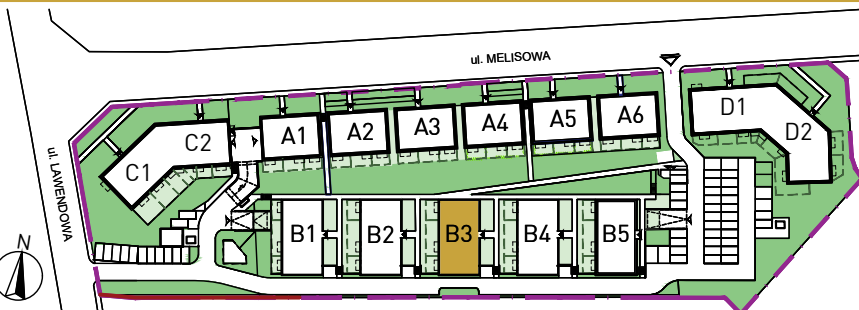 ul. MELISOWA
ul. LAWENDOWA
A1 A2 A3 A4 A5 A6
C1 C2
D1
D2
B1 B2 B3 B4 B5
N